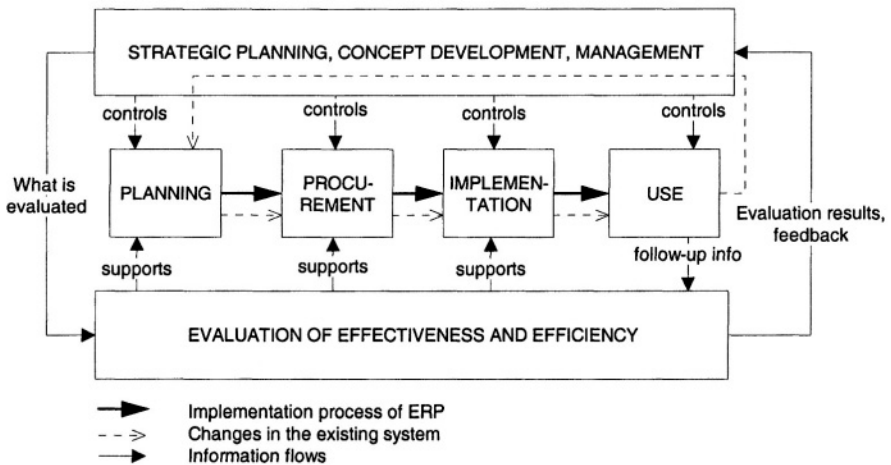 STRATEGIC PLANNING, CONCEPT DEVELOPMENT, MANAGEMENT
controls
controls
controls
controls
What is
evaluated
PLANNING
PROCU-
REMENT
IMPLEMEN-
TATION
USE
Evaluation results,
feedback
supports
supports
supports
follow-up info
EVALUATION OF EFFECTIVENESS AND EFFICIENCY
Implementation process of ERP
Changes in the existing system
Information flows